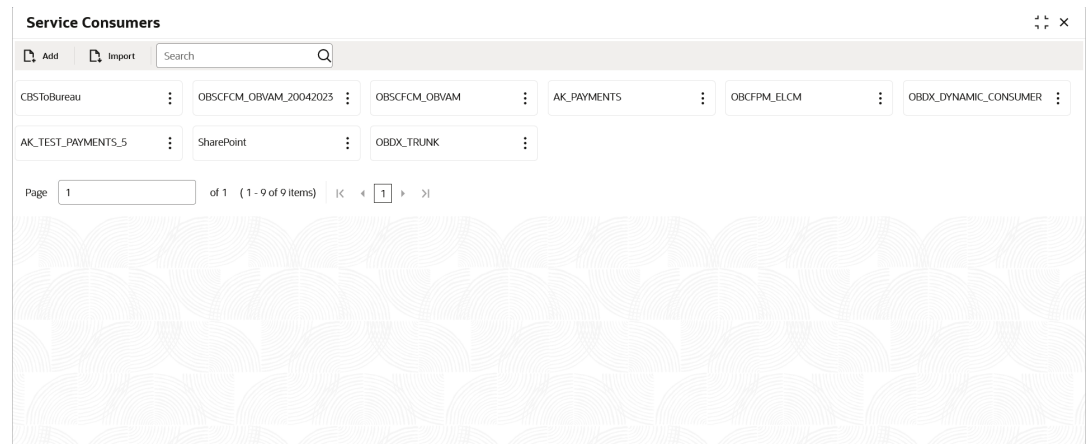 Service Consumers
Add Import Search
CBSToBureau OBSCFCM_OBVAM_20042023 OBSCFCM_OBVAM AK_PAYMENTS OBCFPM_ELCM OBDX_DYNAMIC_CONSUMER
AK_TEST_PAYMENTS_5 SharePoint OBDX_TRUNK
Page 1 of 1 ( 1 - 9 of 9 items) 1